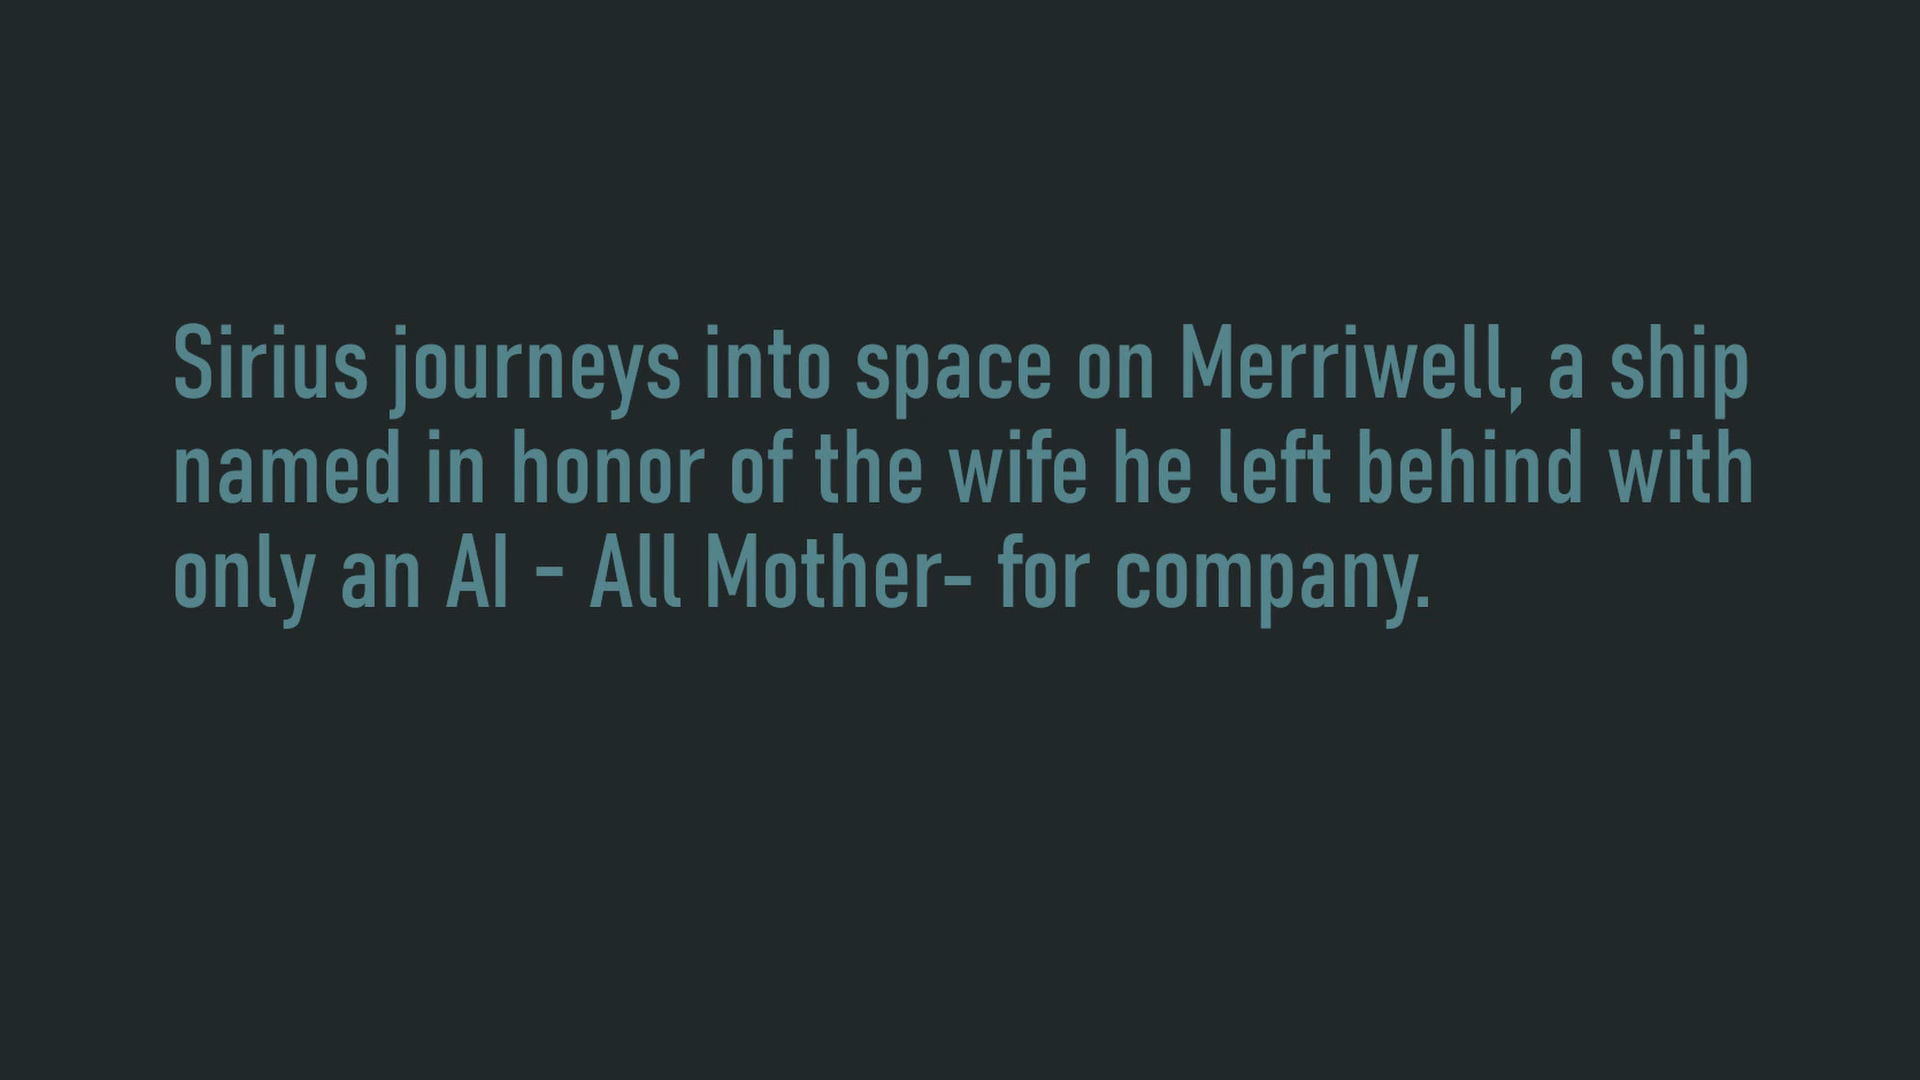 Sirius journeys into space on Merriwell, a ship
named in honor of the wife he left behind with
only an AI - All Mother- for company.